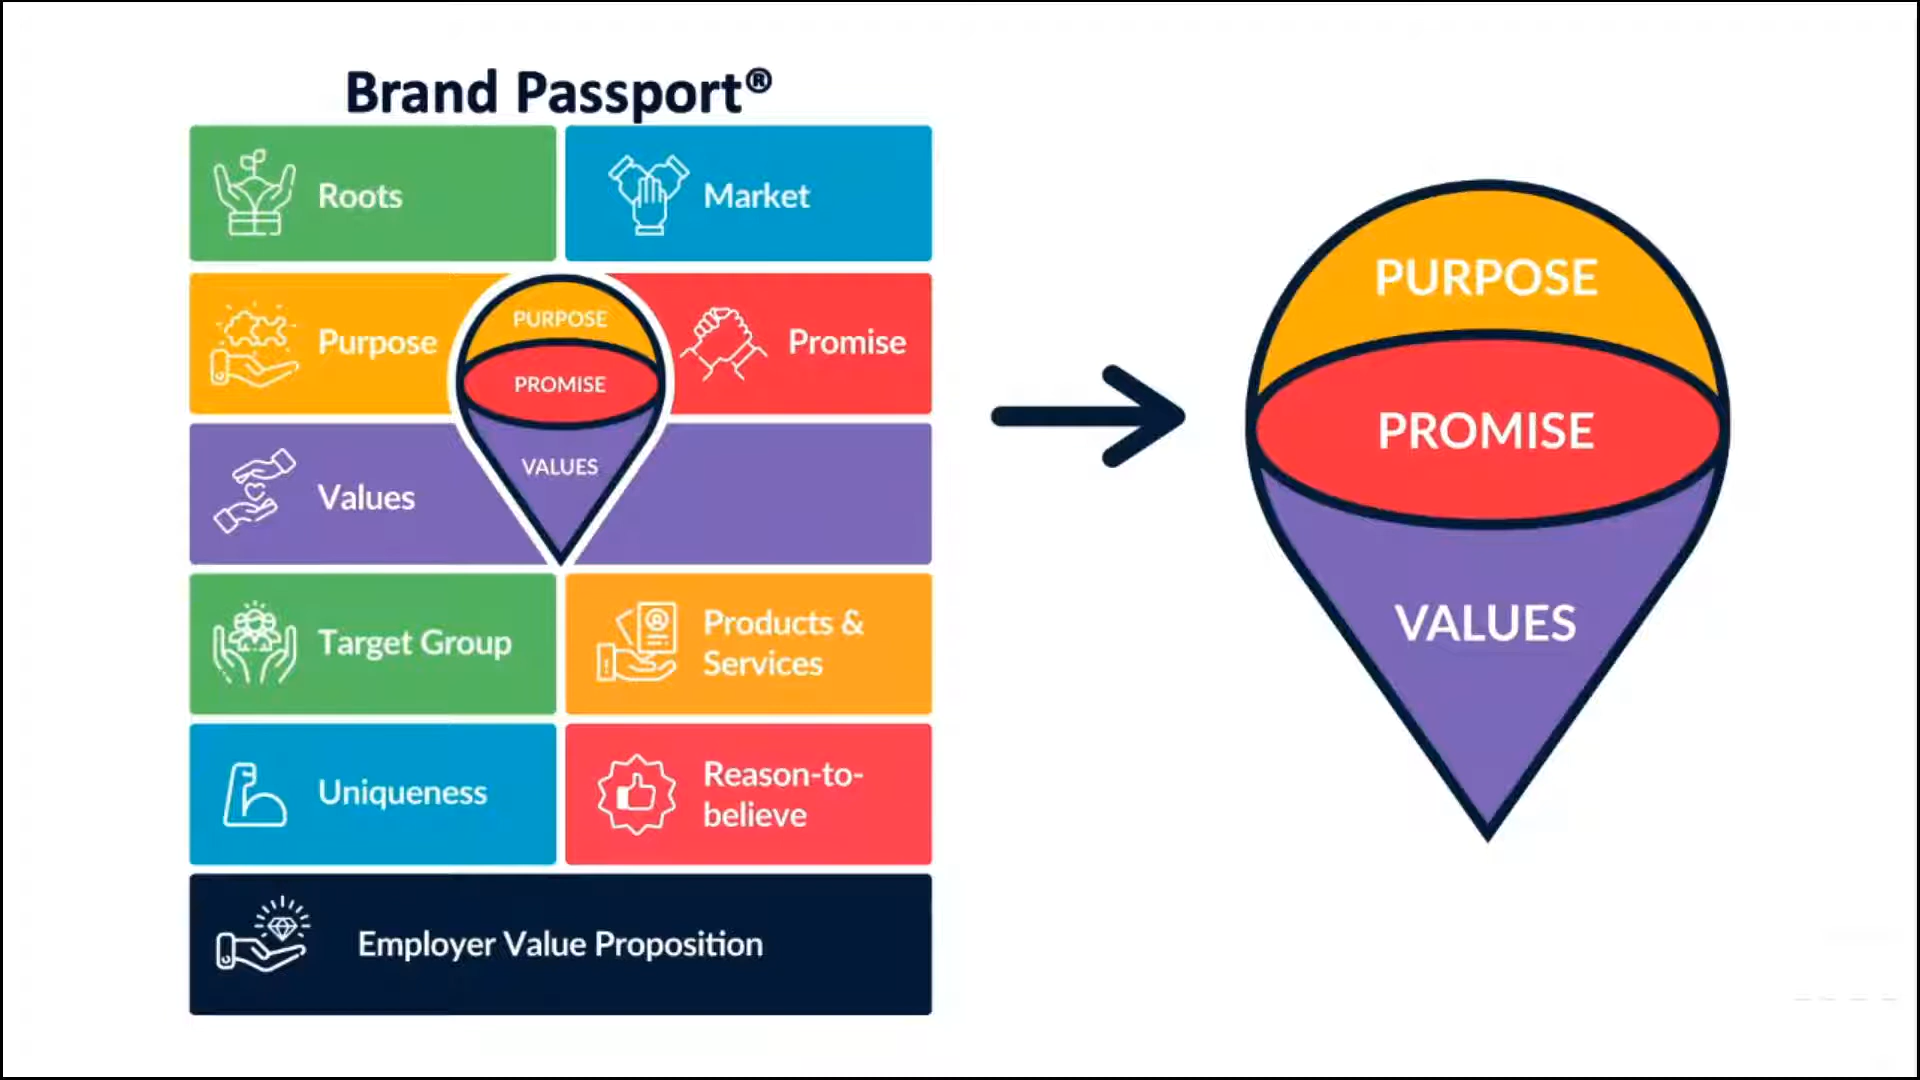 Brand Passport®
Roots
Market
Purpose
PURPOSE
PROMISE
VALUES
Promise
Values
Target Group
Products &
Services
Uniqueness
Reason-to-
believe
Employer Value Proposition
PURPOSE
PROMISE
VALUES